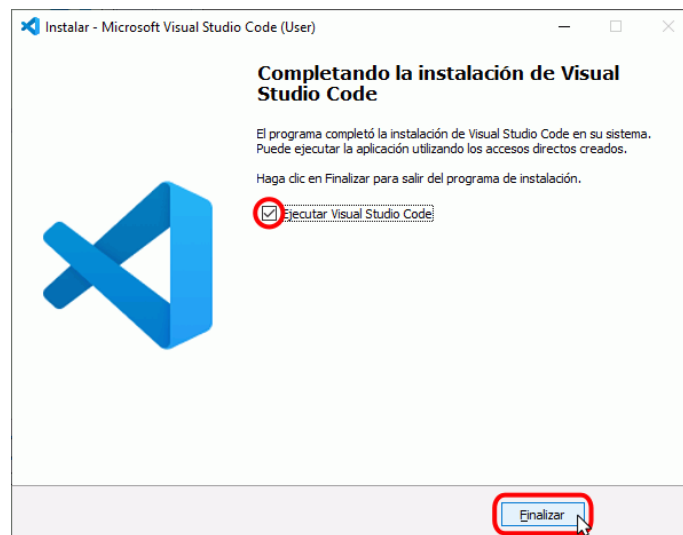 Instalar - Microsoft Visual Studio Code (User)
Completando la instalación de Visual
Studio Code
El programa completó la instalación de Visual Studio Code en su sistema.
Puede ejecutar la aplicación utilizando los accesos directos creados.
Haga clic en Finalizar para salir del programa de instalación.
Ejecutar Visual Studio Code
Finalizar